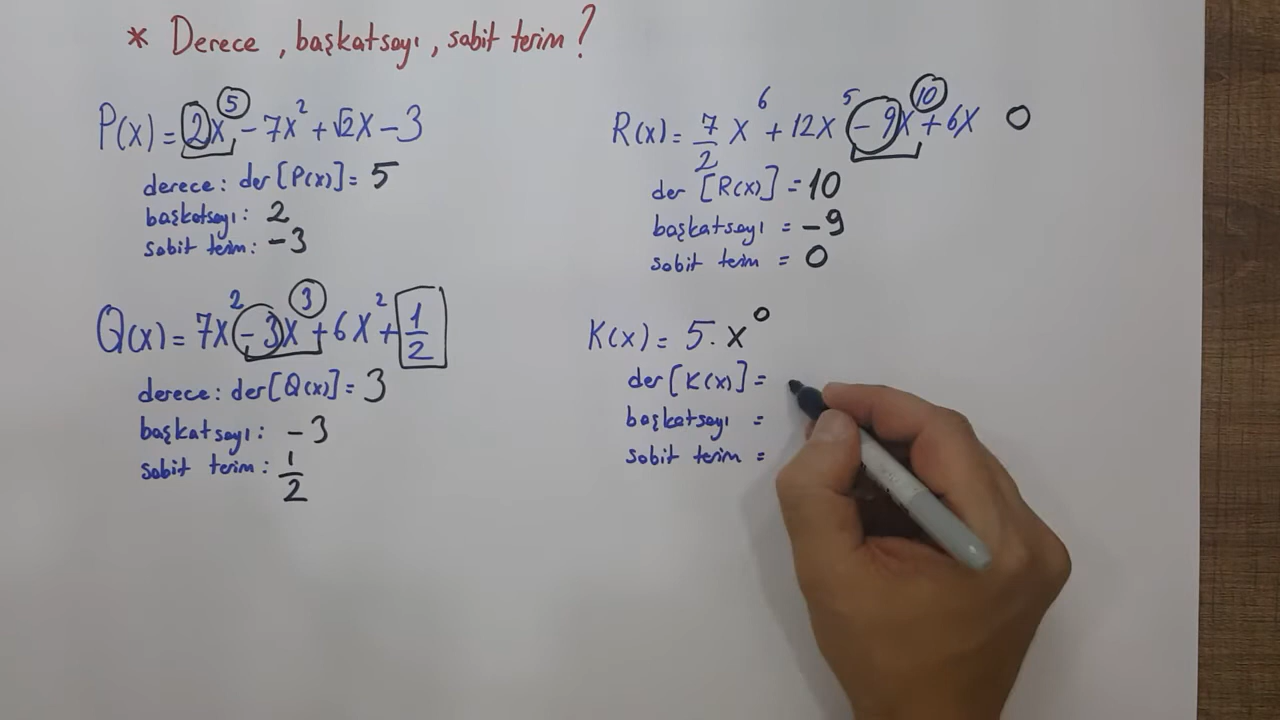 * Derece, başkatsayı, sabit terim?
P(x) = 2x⁵ - 7x² + √2x - 3
derece: der [P(x)] = 5
başkatsayı: 2
sabit terim: -3
Q(x) = 7x² - 3x³ + 6x² + 1/2
derece: der[Q(x)] = 3
başkatsayı: -3
sabit terim: 1/2
R(x) = 7/2 x⁶ + 12x⁵ - 9x¹⁰ + 6x 0
der [R(x)] = 10
başkatsayı = -9
sabit terim = 0
K(x) = 5.x⁰
der [K(x)] =
başkatsayı =
sabit terim =